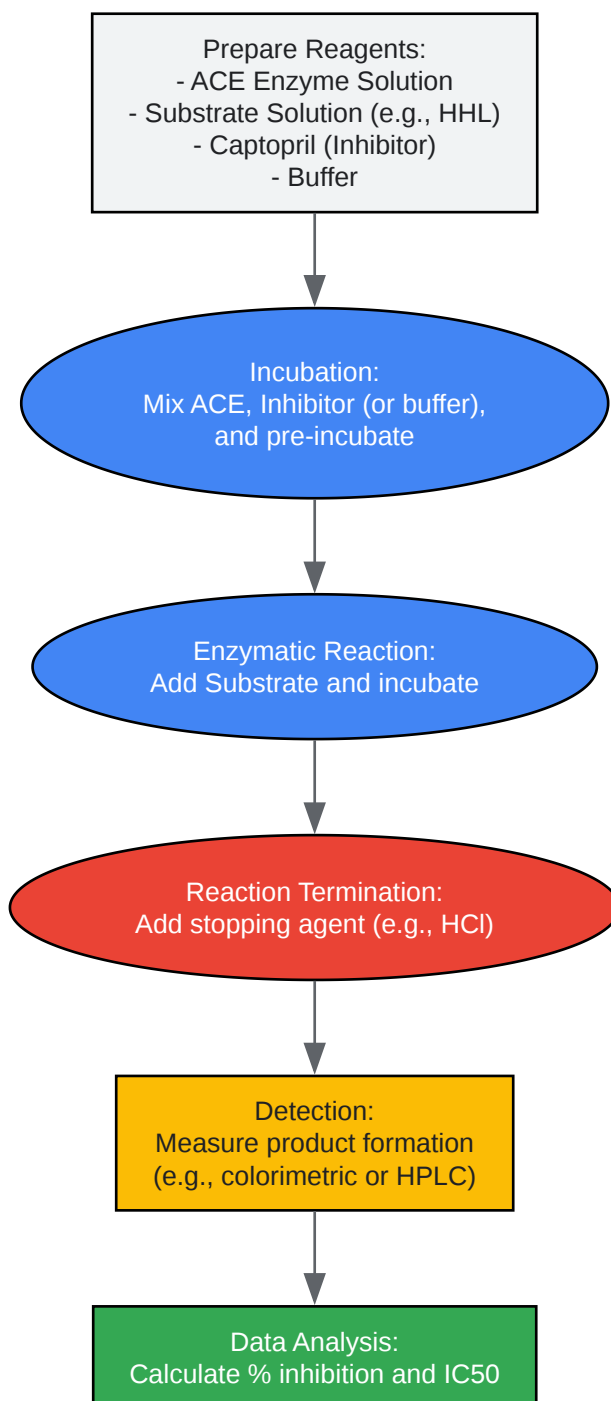 Prepare Reagents:
- ACE Enzyme Solution
- Substrate Solution (e.g., HHL)
- Captopril (Inhibitor)
- Buffer
Incubation:
Mix ACE, Inhibitor (or buffer),
and pre-incubate
Enzymatic Reaction:
Add Substrate and incubate
Reaction Termination:
Add stopping agent (e.g., HCl)
Detection:
Measure product formation
(e.g., colorimetric or HPLC)
Data Analysis:
Calculate % inhibition and IC50